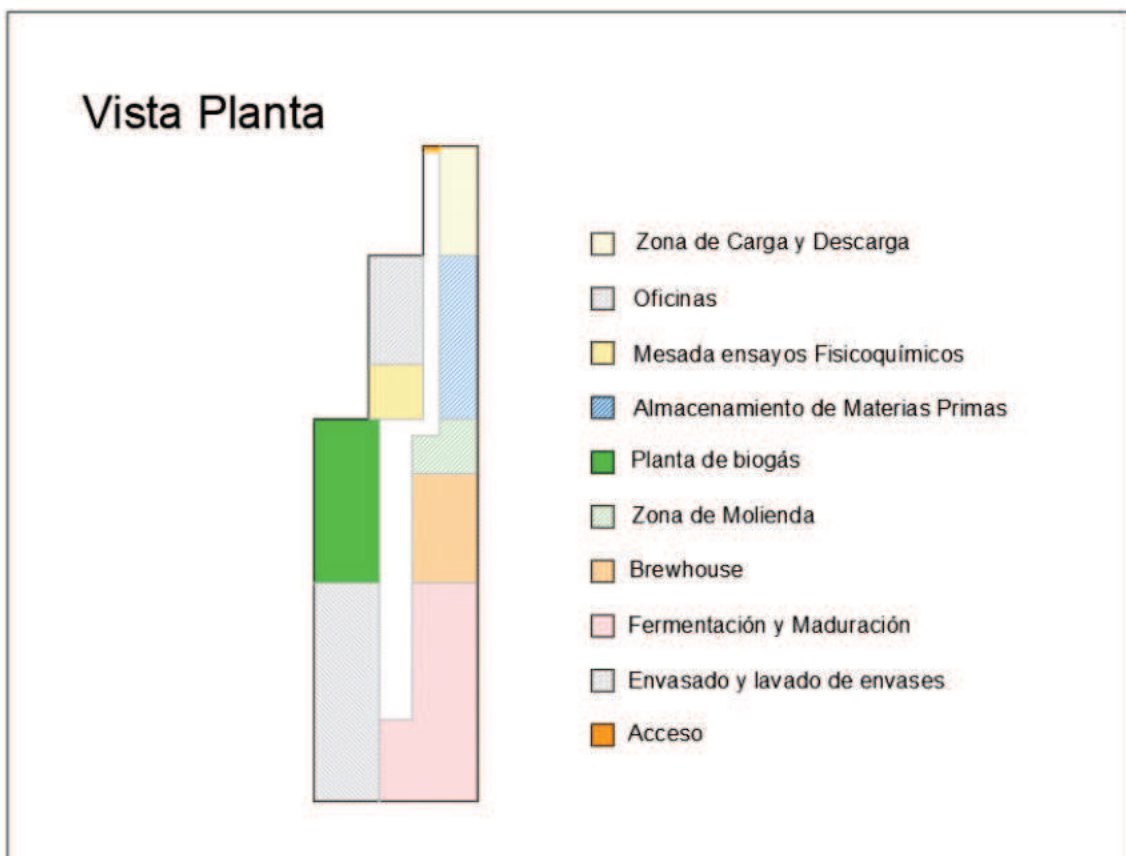 Vista Planta
Zona de Carga y Descarga
Oficinas
Mesada ensayos Fisicoquímicos
Almacenamiento de Materias Primas
Planta de biogás
Zona de Molienda
Brewhouse
Fermentación y Maduración
Envasado y lavado de envases
Acceso